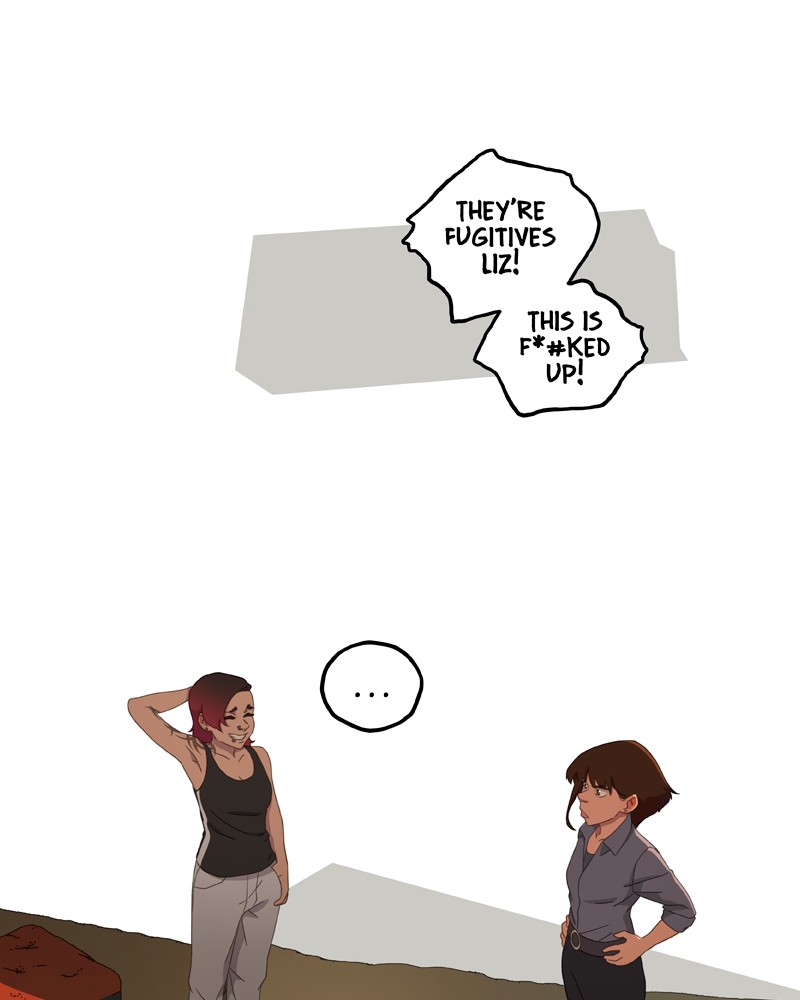 THEY'RE
FUGITIVES
LIZ!
THIS IS
F*#KED
UP!
...